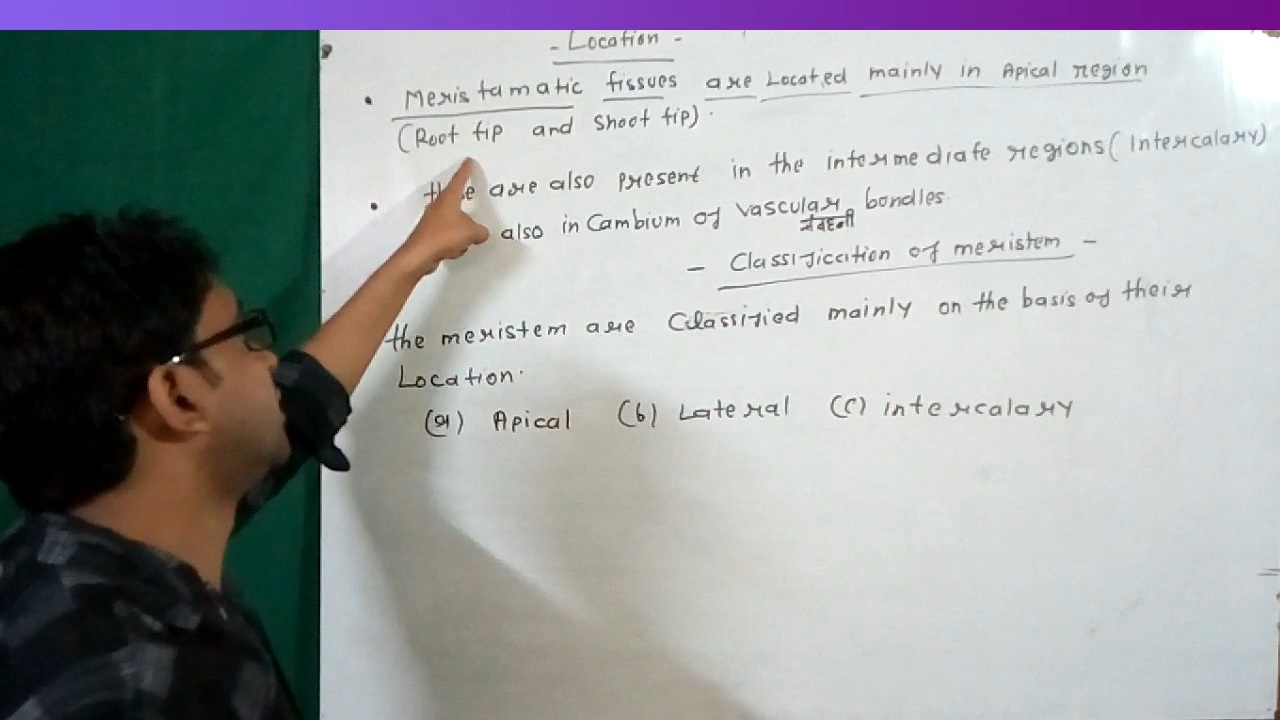 - Location -
• Meristamatic tissues are Located mainly in Apical region
(Root tip and Shoot tip).
• these are also present in the intermediate regions (Intercalary)
also in Cambium of vascular bondles
संवहनी
- Classification of meristem -
the meristem are Classified mainly on the basis of their
Location.
(a) Apical (b) Lateral (c) intercalary